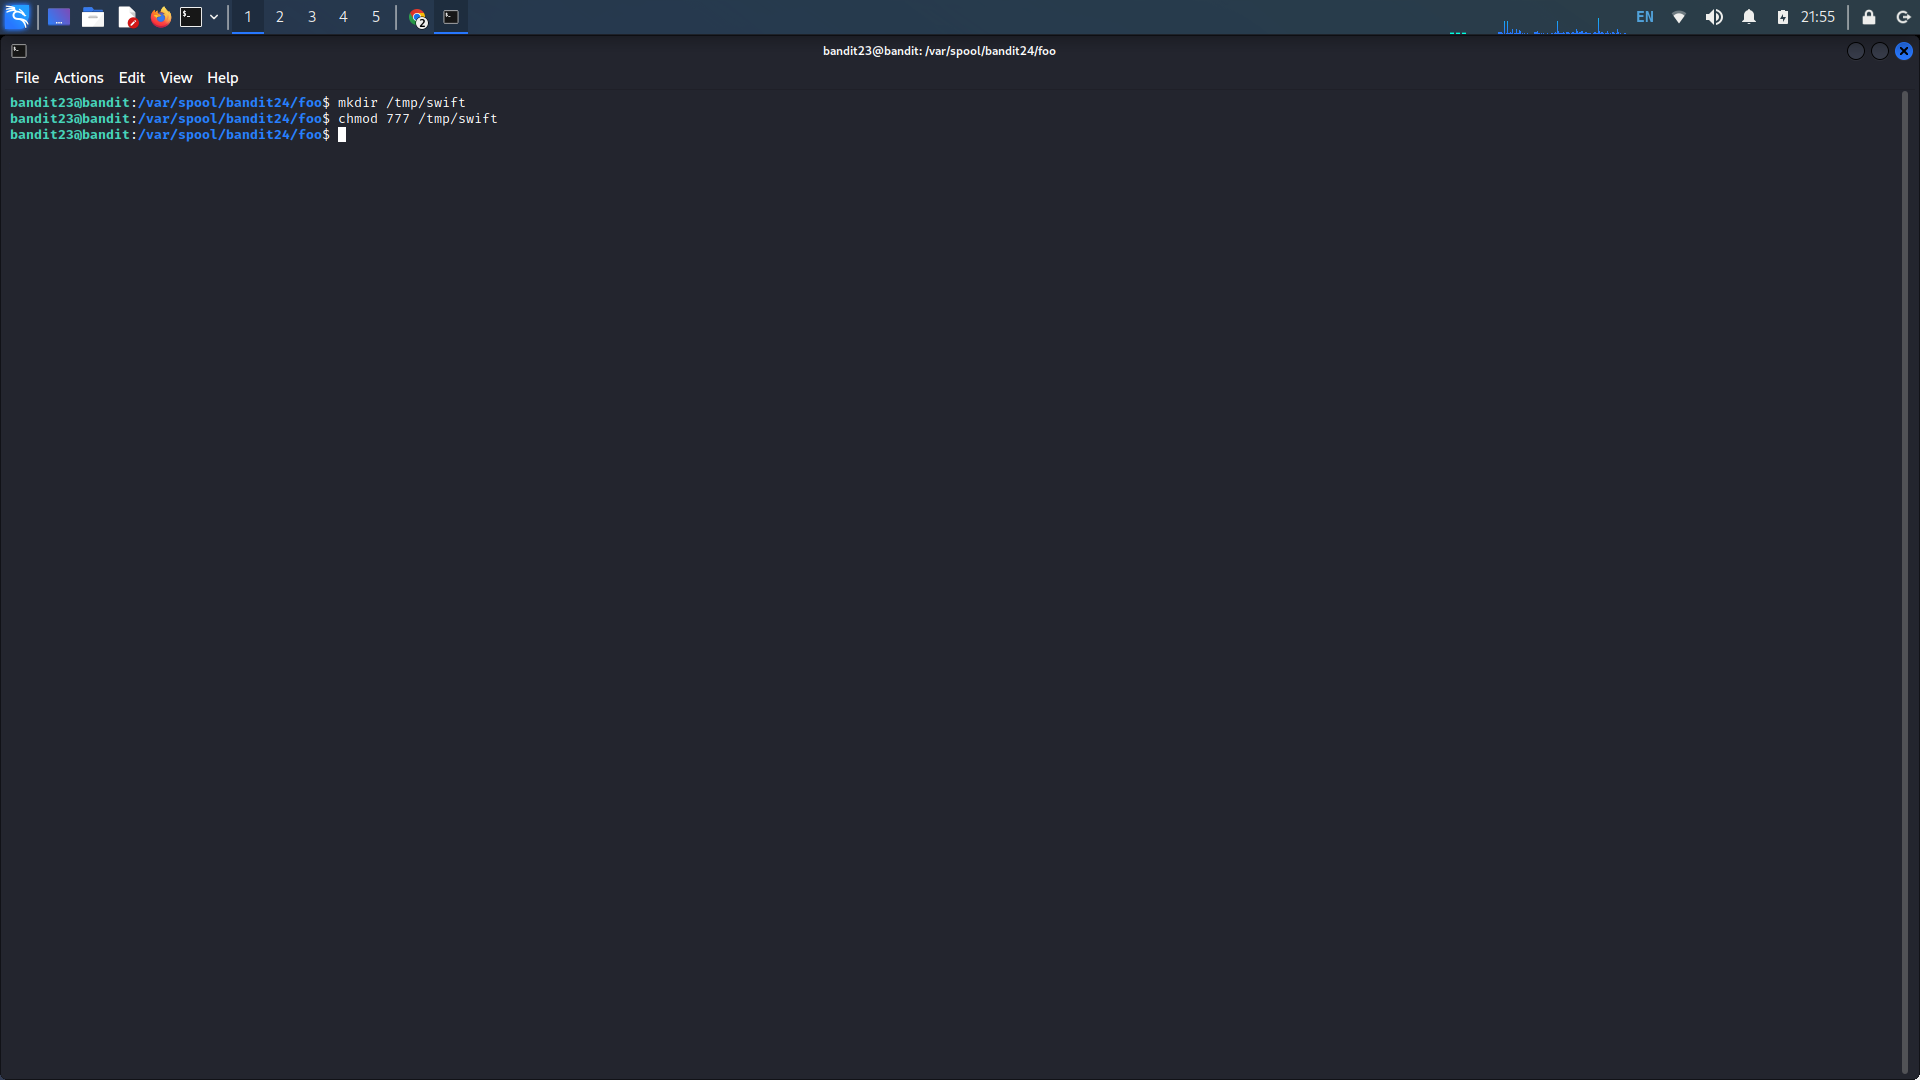 1 2 3 4 5 2 EN 21:55
bandit23@bandit: /var/spool/bandit24/foo
File Actions Edit View Help
bandit23@bandit:/var/spool/bandit24/foo$ mkdir /tmp/swift
bandit23@bandit:/var/spool/bandit24/foo$ chmod 777 /tmp/swift
bandit23@bandit:/var/spool/bandit24/foo$